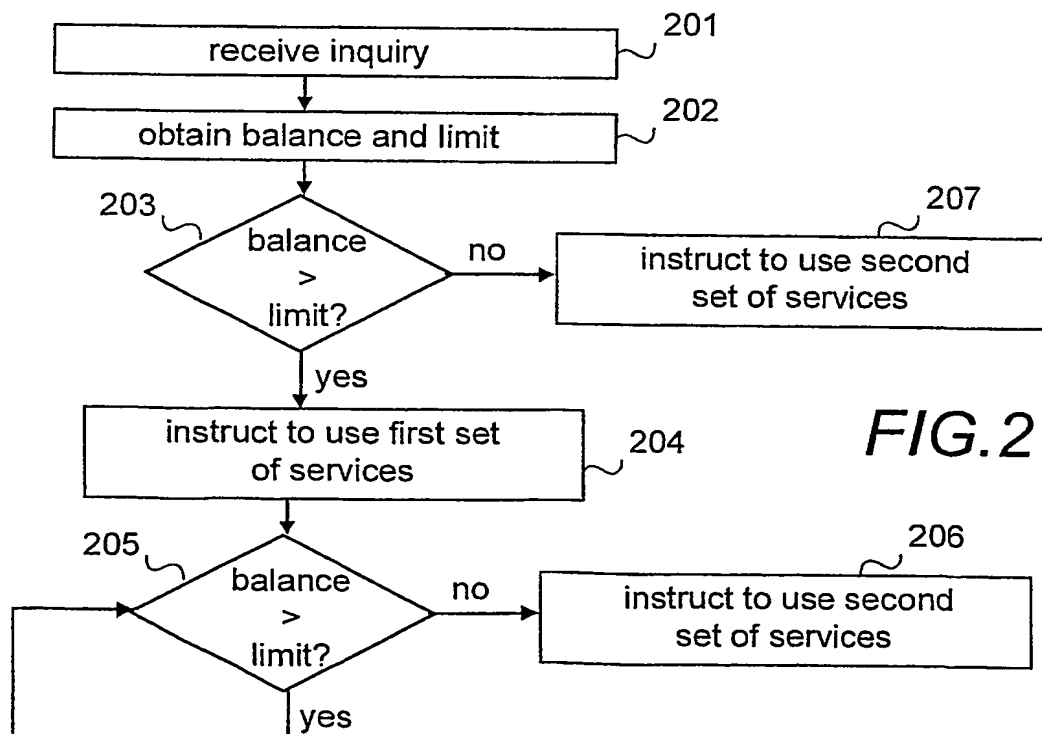 receive inquiry
201
obtain balance and limit
202
203
balance
>
limit?
no
207
instruct to use second
set of services
yes
instruct to use first set
of services
204
FIG.2
205
balance
>
limit?
no
206
instruct to use second
set of services
yes